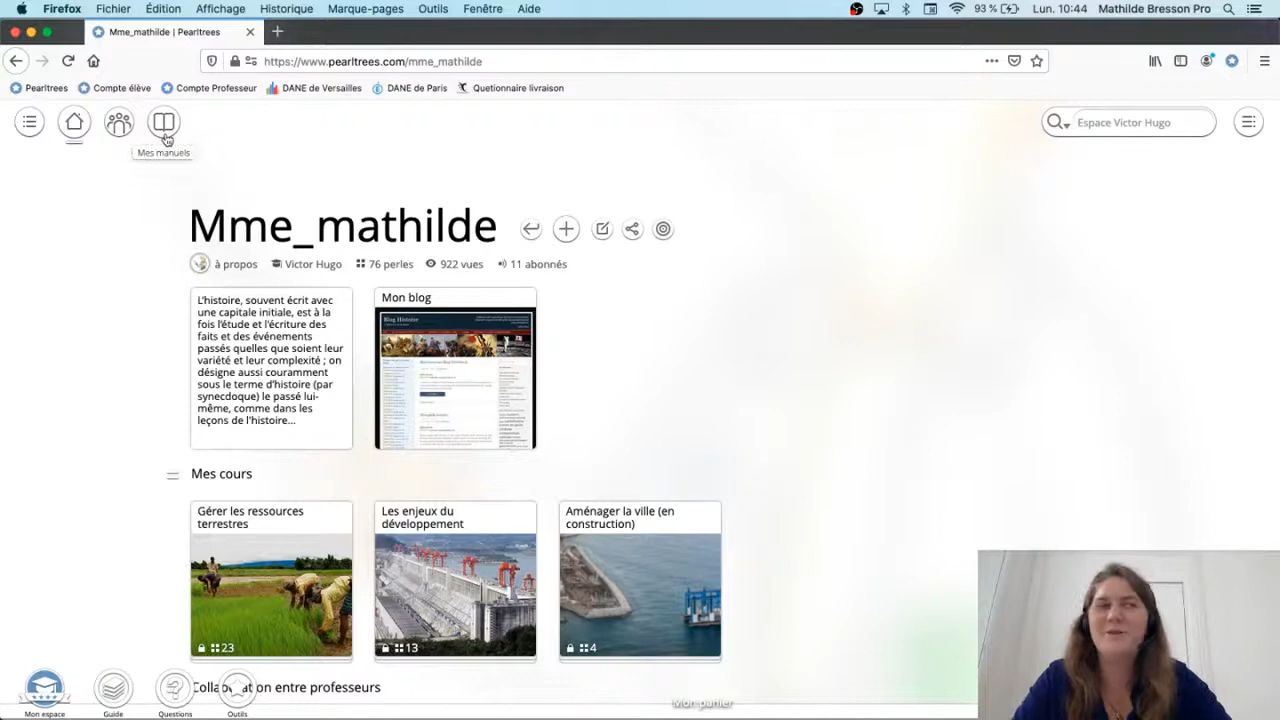 Firefox Fichier Édition Affichage Historique Marque-pages Outils Fenêtre Aide 93 % Lun. 10:44 Mathilde Bresson Pro
Mme_mathilde | Pearltrees
https://www.pearltrees.com/mme_mathilde
Pearltrees Compte élève Compte Professeur DANE de Versailles DANE de Paris Quetionnaire livraison
Espace Victor Hugo
Mes manuels
Mme_mathilde
à propos Victor Hugo 76 perles 922 vues 11 abonnés
L'histoire, souvent écrit avec
une capitale initiale, est à la
fois l'étude et l'écriture des
faits et des événements
passés quelles que soient leur
variété et leur complexité ; on
désigne aussi couramment
sous le terme d'histoire (par
synecdoque) le passé lui-
même, comme dans les
leçons de l'histoire...
Mon blog
Blog Histoire
Mes cours
Gérer les ressources
terrestres
23
Les enjeux du
développement
13
Aménager la ville (en
construction)
4
Collaboration entre professeurs
Mon espace Guide Questions Outils
Mon panier